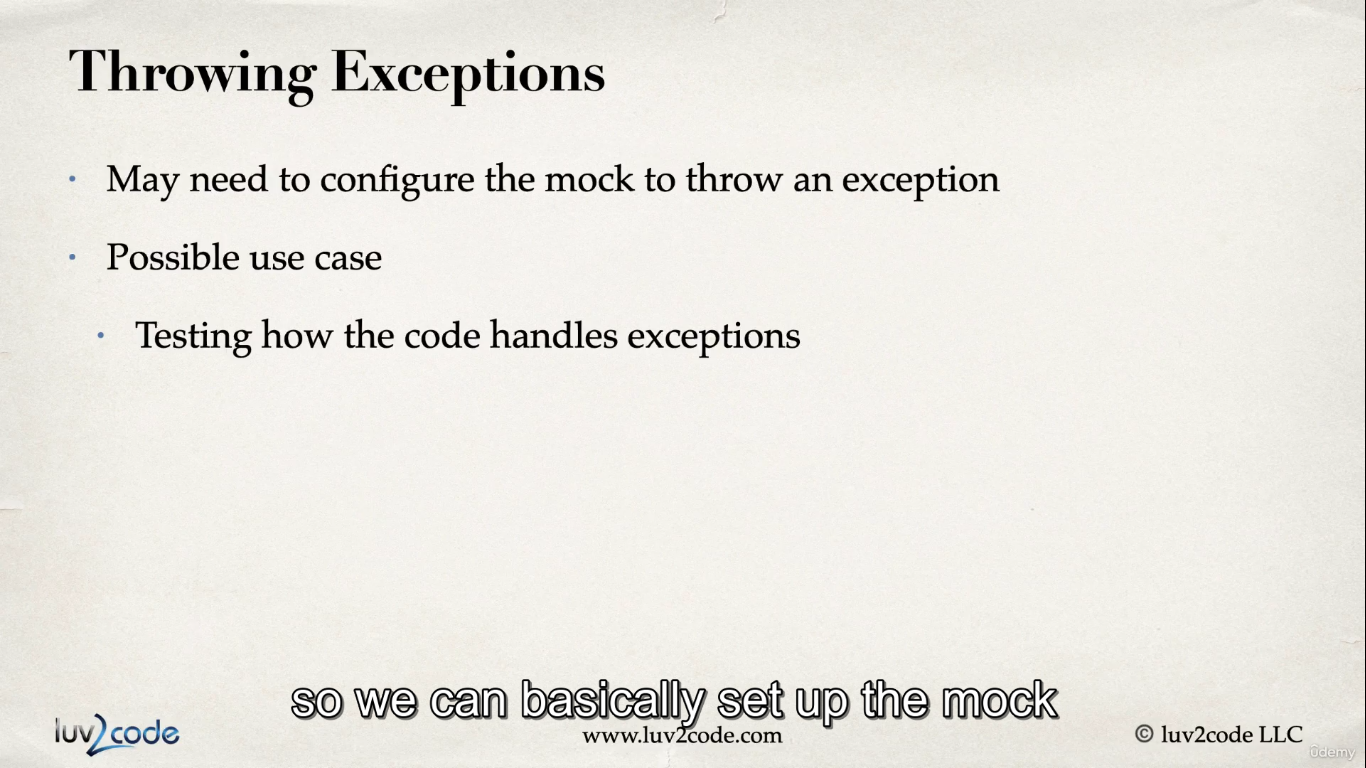 Throwing Exceptions
• May need to configure the mock to throw an exception
• Possible use case
• Testing how the code handles exceptions
so we can basically set up the mock
luv2code
www.luv2code.com
© luv2code LLC
ûdemy